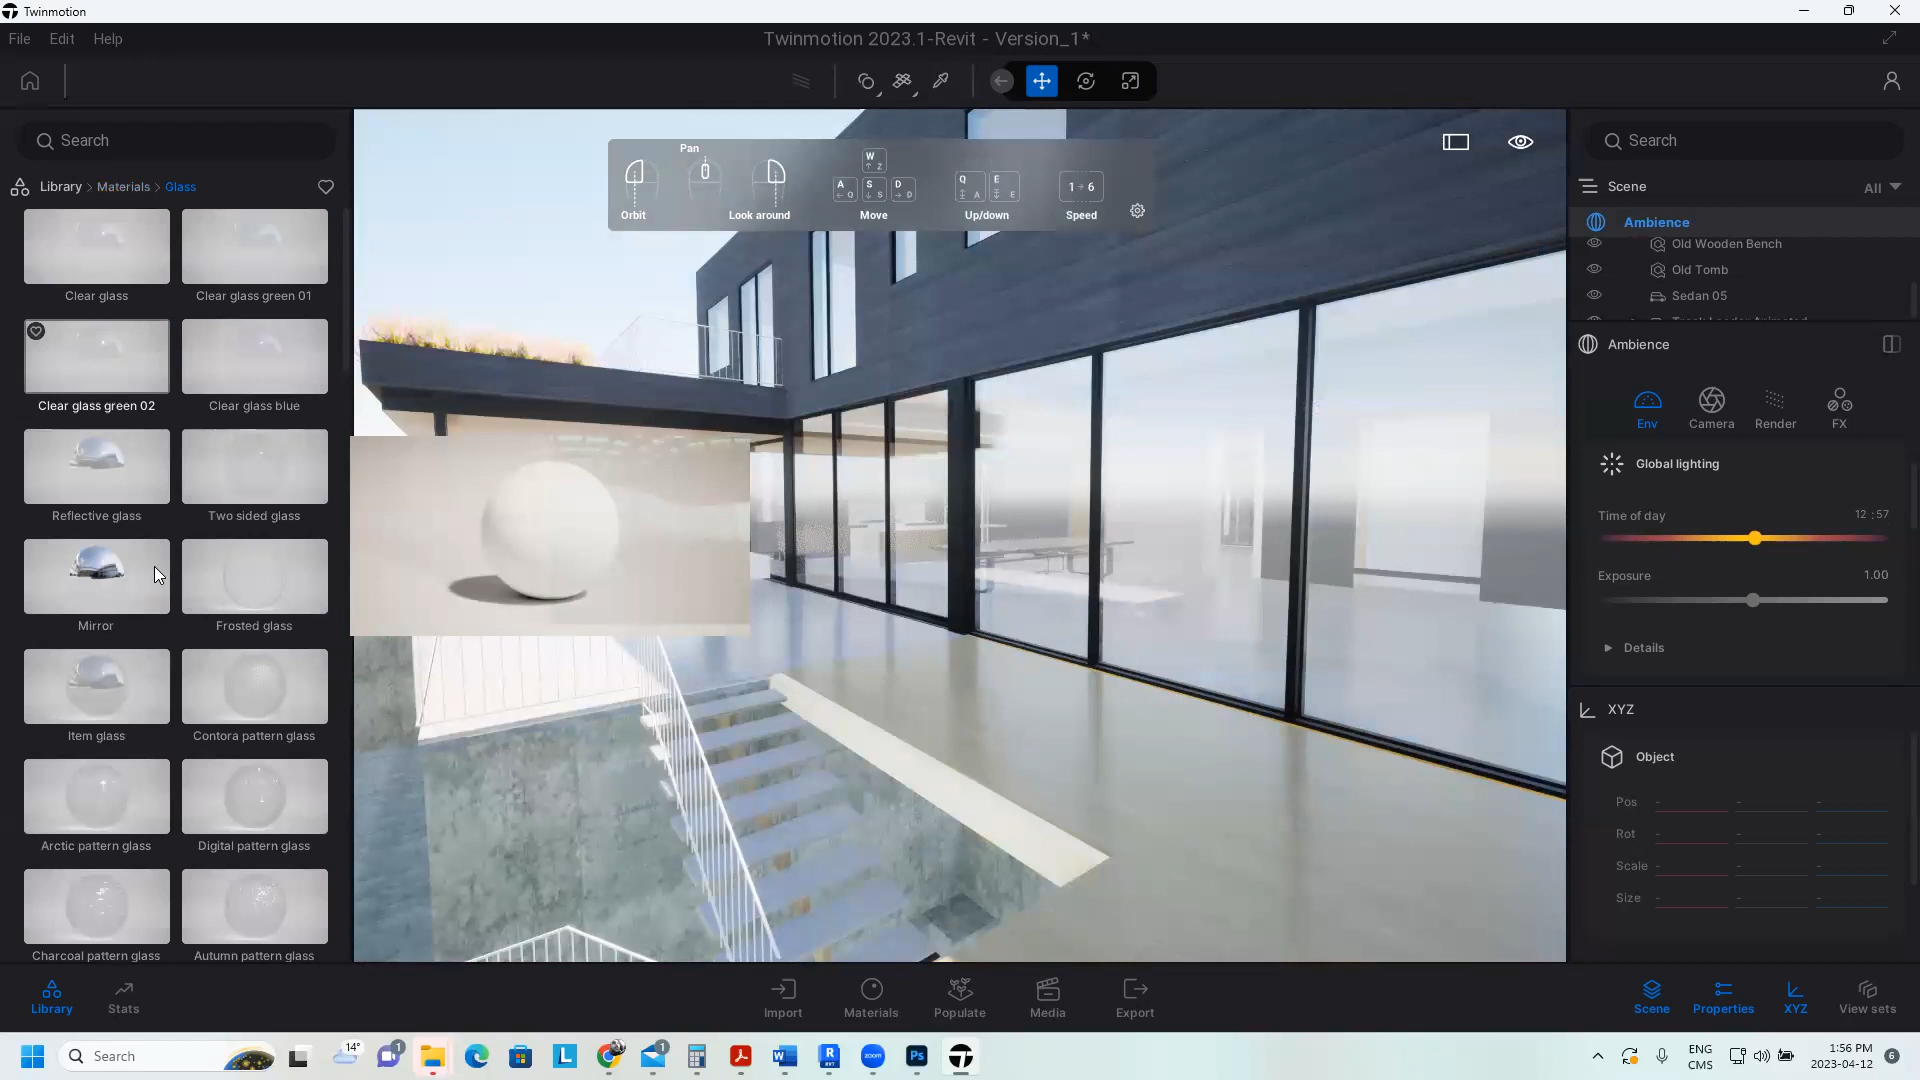 Twinmotion
File Edit Help
Twinmotion 2023.1-Revit - Version_1*
Search
Library > Materials > Glass
Clear glass
Clear glass green 01
Clear glass green 02
Clear glass blue
Reflective glass
Two sided glass
Mirror
Frosted glass
Item glass
Contora pattern glass
Arctic pattern glass
Digital pattern glass
Charcoal pattern glass
Autumn pattern glass
Pan
Orbit
Look around
W
Z
A
Q
S
S
D
D
Move
Q
A
E
E
Up/down
1 6
Speed
Search
Scene
All
Ambience
Old Wooden Bench
Old Tomb
Sedan 05
Ambience
Env
Camera
Render
FX
Global lighting
Time of day
12 : 57
Exposure
1.00
Details
XYZ
Object
Pos - - -
Rot - - -
Scale - - -
Size - - -
Library
Stats
Import
Materials
Populate
Media
Export
Scene
Properties
XYZ
View sets
Search
14°
1
L
1
W
R
RVT
zoom
Ps
ENG
CMS
1:56 PM
2023-04-12
6